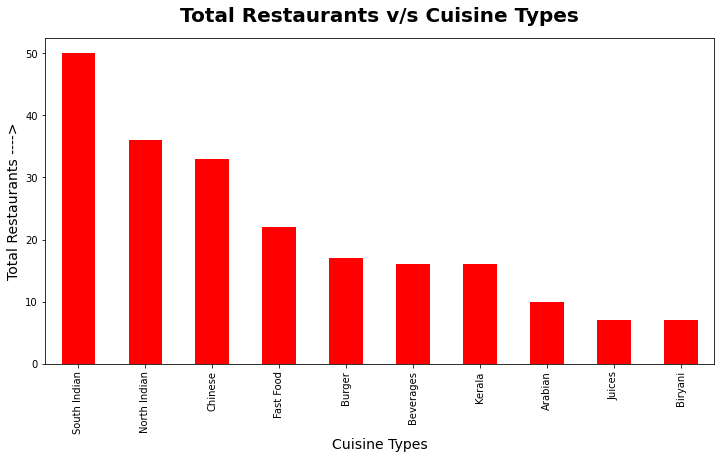 Total Restaurants v/s Cuisine Types
Total Restaurants ---->
50
40
30
20
10
0
South Indian
North Indian
Chinese
Fast Food
Burger
Beverages
Kerala
Arabian
Juices
Biryani
Cuisine Types